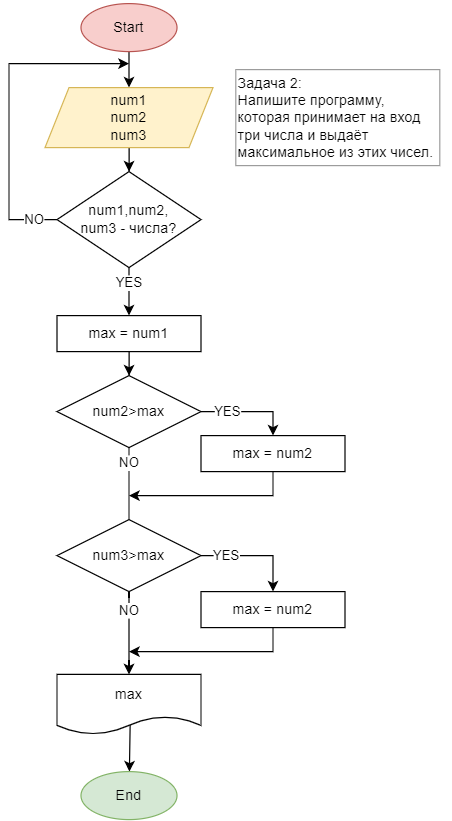 Start
num1
num2
num3
Задача 2:
Напишите программу,
которая принимает на вход
три числа и выдаёт
максимальное из этих чисел.
num1,num2,
num3 - числа?
NO
YES
max = num1
num2>max
YES
max = num2
NO
num3>max
YES
max = num2
NO
max
End